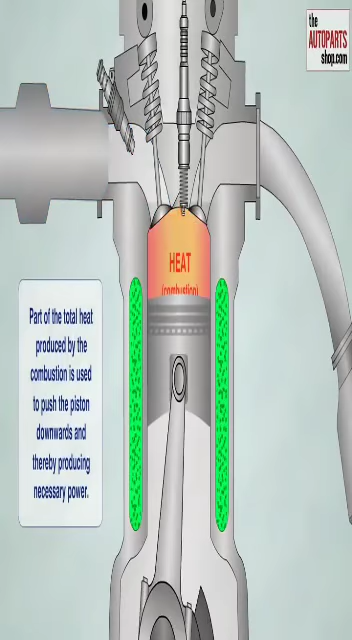 the
AUTOPARTS
shop.com
HEAT
(combustion)
Part of the total heat
produced by the
combustion is used
to push the piston
downwards and
thereby producing
necessary power.